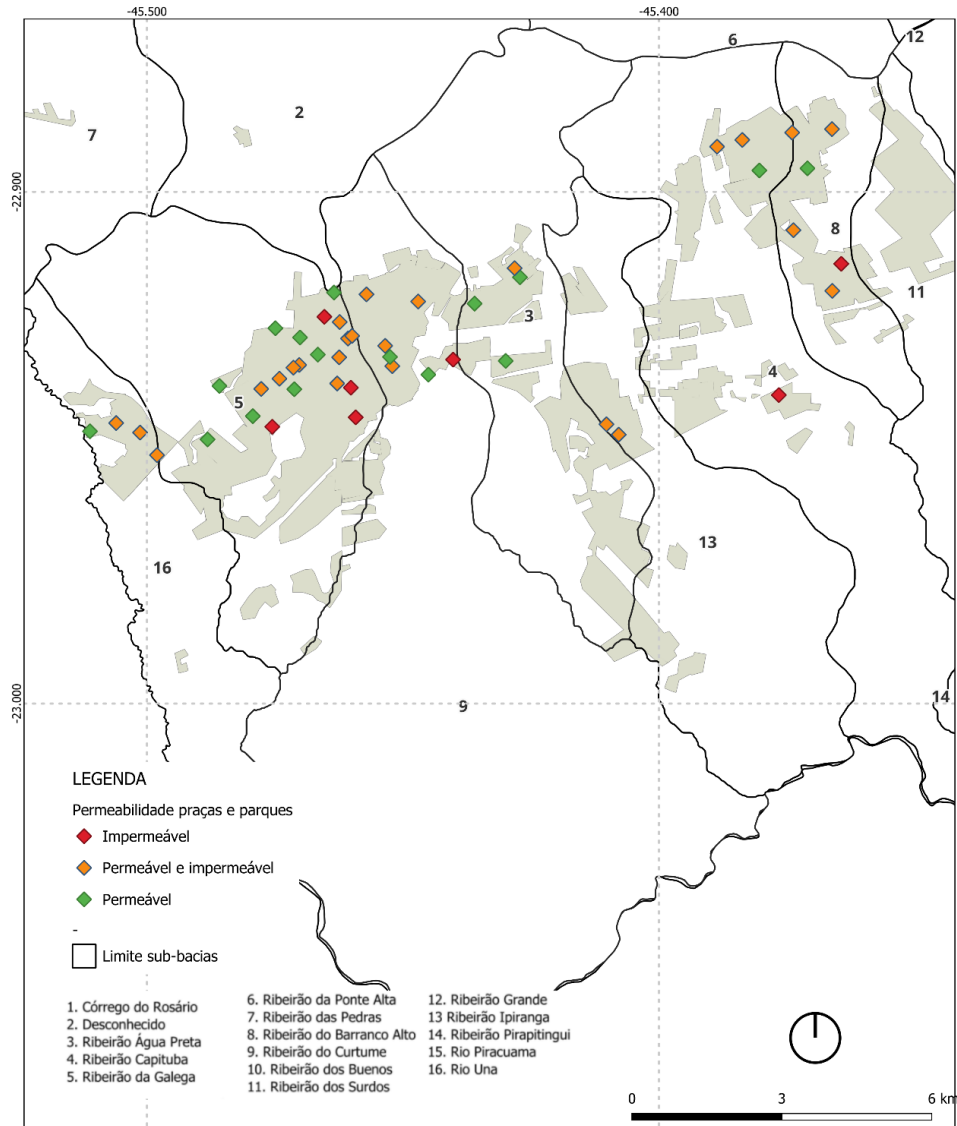 -45.500
-45.400
6
12
2
7
-22.900
8
11
3
4
5
13
16
14
9
-23.000
LEGENDA
Permeabilidade praças e parques
Impermeável
Permeável e impermeável
Permeável
-
Limite sub-bacias
1. Córrego do Rosário
2. Desconhecido
3. Ribeirão Água Preta
4. Ribeirão Capituba
5. Ribeirão da Galega
6. Ribeirão da Ponte Alta
7. Ribeirão das Pedras
8. Ribeirão do Barranco Alto
9. Ribeirão do Curtume
10. Ribeirão dos Buenos
11. Ribeirão dos Surdos
12. Ribeirão Grande
13 Ribeirão Ipiranga
14. Ribeirão Pirapitingui
15. Rio Piracuama
16. Rio Una
0 3 6 km